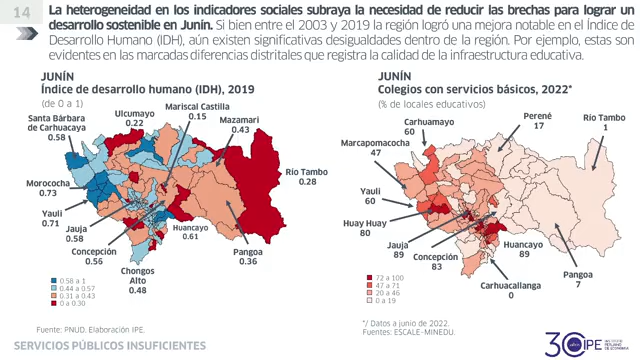 14
La heterogeneidad en los indicadores sociales subraya la necesidad de reducir las brechas para lograr un
desarrollo sostenible en Junín. Si bien entre el 2003 y 2019 la región logró una mejora notable en el Índice de
Desarrollo Humano (IDH), aún existen significativas desigualdades dentro de la región. Por ejemplo, estas son
evidentes en las marcadas diferencias distritales que registra la calidad de la infraestructura educativa.
JUNÍN
Índice de desarrollo humano (IDH), 2019
(de 0 a 1)
Santa Bárbara
de Carhuacaya
0.58
Ulcumayo
0.22
Mariscal Castilla
0.15
Mazamari
0.43
Río Tambo
0.28
Morococha
0.73
Yauli
0.71
Jauja
0.58
Concepción
0.56
Chongos
Alto
0.48
Huancayo
0.61
Pangoa
0.36
0.58 a 1
0.44 a 0.57
0.31 a 0.43
0 a 0.30
Fuente: PNUD. Elaboración IPE.
JUNÍN
Colegios con servicios básicos, 2022*
(% de locales educativos)
Carhuamayo
60
Perené
17
Río Tambo
1
Marcapomacocha
47
Yauli
60
Huay Huay
80
Jauja
89
Concepción
83
Huancayo
89
Carhuacallanga
0
Pangoa
7
72 a 100
47 a 71
20 a 46
0 a 19
*/ Datos a junio de 2022.
Fuentes: ESCALE-MINEDU.
SERVICIOS PÚBLICOS INSUFICIENTES
30
IPE
INSTITUTO
PERUANO
DE ECONOMÍA